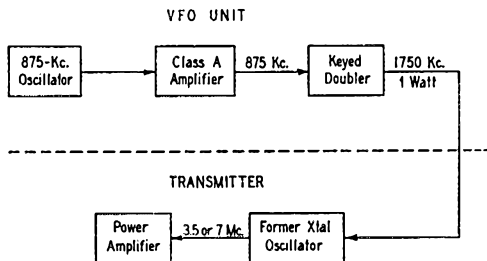 VFO UNIT
875-Kc.
Oscillator
Class A
Amplifier
875 Kc.
Keyed
Doubler
1750 Kc.
1 Watt
TRANSMITTER
Power
Amplifier
3.5 or 7 Mc.
Former Xtal
Oscillator